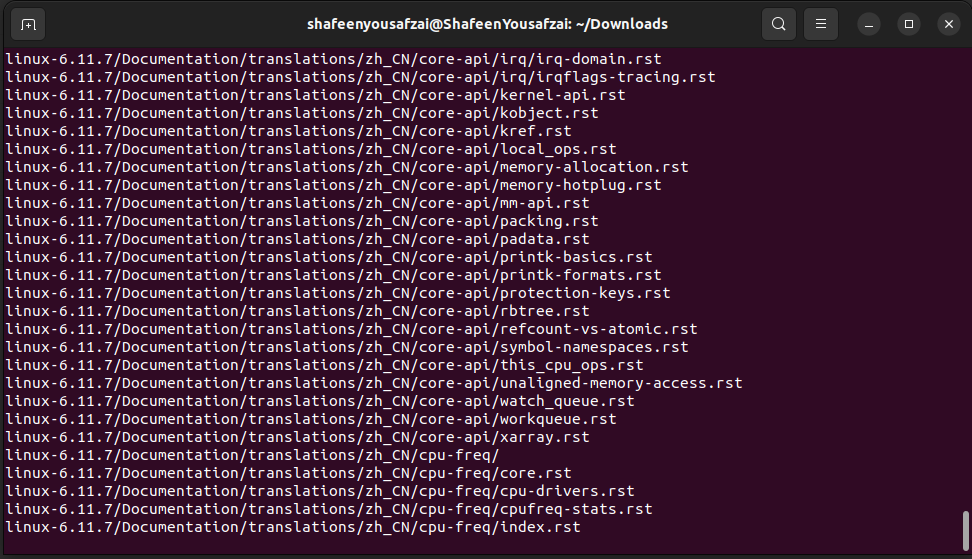 shafeenyousafzai@ShafeenYousafzai: ~/Downloads
linux-6.11.7/Documentation/translations/zh_CN/core-api/irq/irq-domain.rst
linux-6.11.7/Documentation/translations/zh_CN/core-api/irq/irqflags-tracing.rst
linux-6.11.7/Documentation/translations/zh_CN/core-api/kernel-api.rst
linux-6.11.7/Documentation/translations/zh_CN/core-api/kobject.rst
linux-6.11.7/Documentation/translations/zh_CN/core-api/kref.rst
linux-6.11.7/Documentation/translations/zh_CN/core-api/local_ops.rst
linux-6.11.7/Documentation/translations/zh_CN/core-api/memory-allocation.rst
linux-6.11.7/Documentation/translations/zh_CN/core-api/memory-hotplug.rst
linux-6.11.7/Documentation/translations/zh_CN/core-api/mm-api.rst
linux-6.11.7/Documentation/translations/zh_CN/core-api/packing.rst
linux-6.11.7/Documentation/translations/zh_CN/core-api/padata.rst
linux-6.11.7/Documentation/translations/zh_CN/core-api/printk-basics.rst
linux-6.11.7/Documentation/translations/zh_CN/core-api/printk-formats.rst
linux-6.11.7/Documentation/translations/zh_CN/core-api/protection-keys.rst
linux-6.11.7/Documentation/translations/zh_CN/core-api/rbtree.rst
linux-6.11.7/Documentation/translations/zh_CN/core-api/refcount-vs-atomic.rst
linux-6.11.7/Documentation/translations/zh_CN/core-api/symbol-namespaces.rst
linux-6.11.7/Documentation/translations/zh_CN/core-api/this_cpu_ops.rst
linux-6.11.7/Documentation/translations/zh_CN/core-api/unaligned-memory-access.rst
linux-6.11.7/Documentation/translations/zh_CN/core-api/watch_queue.rst
linux-6.11.7/Documentation/translations/zh_CN/core-api/workqueue.rst
linux-6.11.7/Documentation/translations/zh_CN/core-api/xarray.rst
linux-6.11.7/Documentation/translations/zh_CN/cpu-freq/
linux-6.11.7/Documentation/translations/zh_CN/cpu-freq/core.rst
linux-6.11.7/Documentation/translations/zh_CN/cpu-freq/cpu-drivers.rst
linux-6.11.7/Documentation/translations/zh_CN/cpu-freq/cpufreq-stats.rst
linux-6.11.7/Documentation/translations/zh_CN/cpu-freq/index.rst